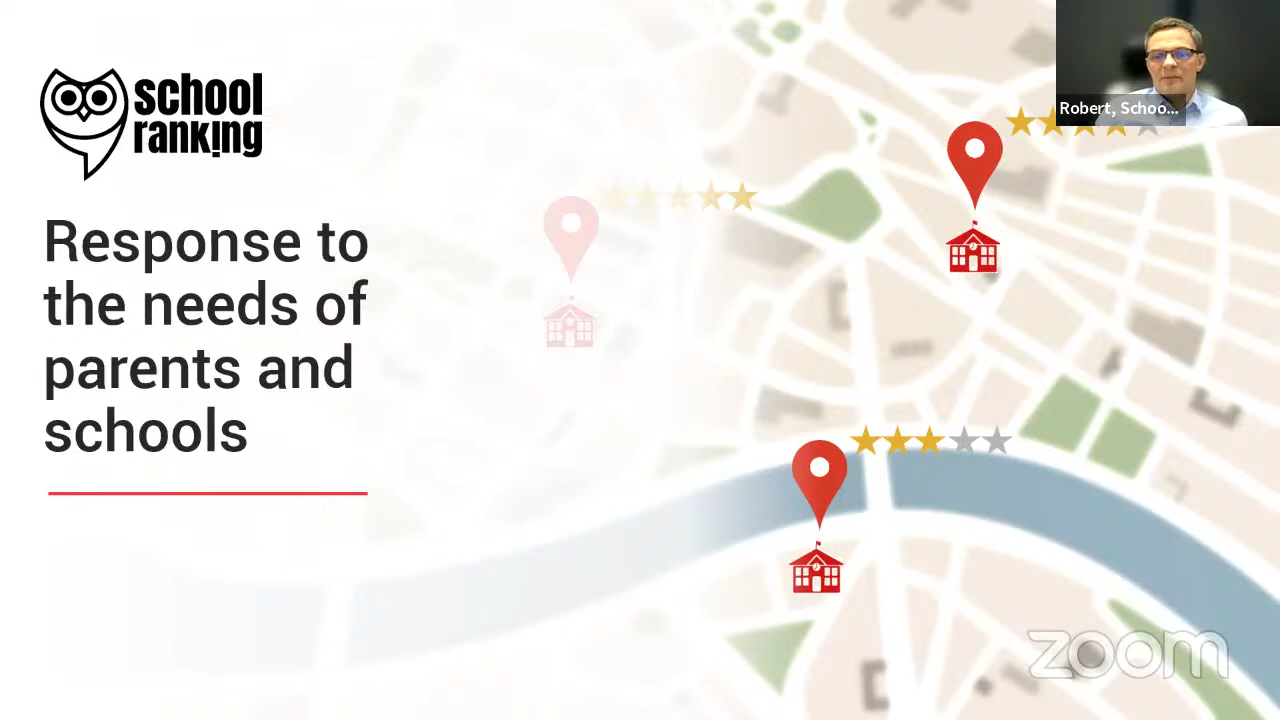 school
ranking
Response to
the needs of
parents and
schools
Robert, Schoo...
zoom